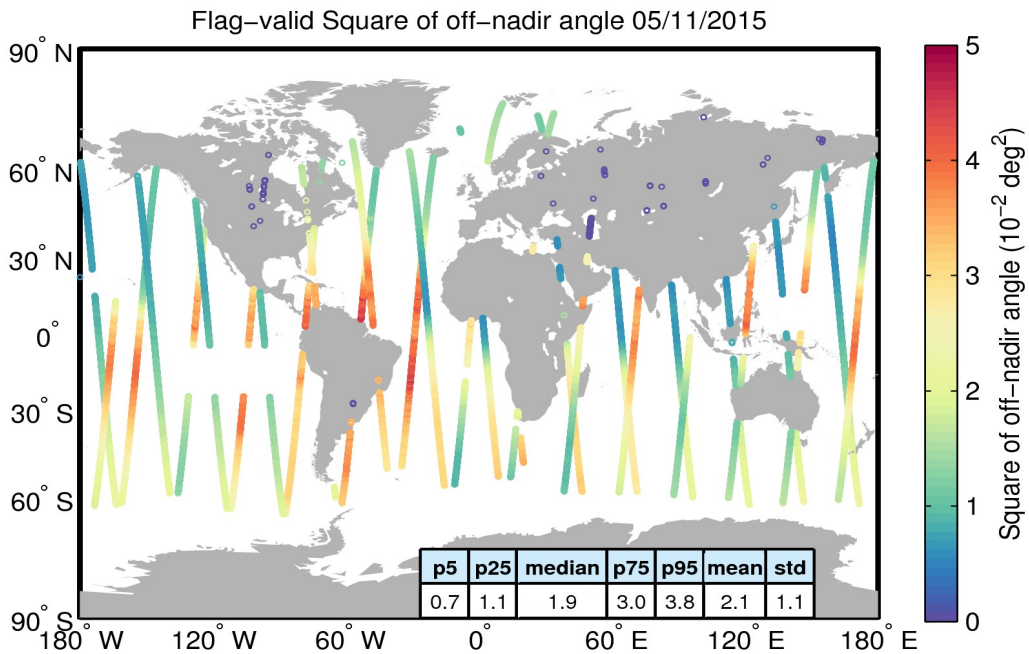 Flag−valid Square of off−nadir angle 05/11/2015
90° N
60° N
30° N
0°
30° S
60° S
90° S
180° W
120° W
60° W
0°
60° E
120° E
180° E
p5 p25 median p75 p95 mean std
0.7 1.1 1.9 3.0 3.8 2.1 1.1
5
4
3
2
1
0
Square of off−nadir angle (10⁻² deg²)